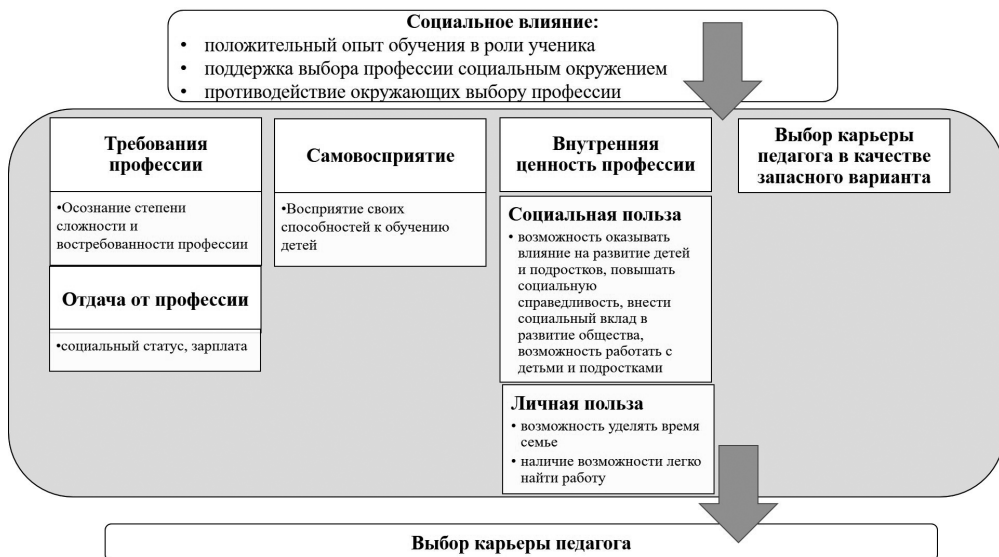 Социальное влияние:
• положительный опыт обучения в роли ученика
• поддержка выбора профессии социальным окружением
• противодействие окружающих выбору профессии
Требования
профессии
•Осознание степени
сложности и
востребованности профессии
Отдача от профессии
•социальный статус, зарплата
Самовосприятие
•Восприятие своих
способностей к обучению
детей
Внутренняя
ценность профессии
Социальная польза
• возможность оказывать
влияние на развитие детей
и подростков, повышать
социальную
справедливость, внести
социальный вклад в
развитие общества,
возможность работать с
детьми и подростками
Личная польза
• возможность уделять время
семье
• наличие возможности легко
найти работу
Выбор карьеры
педагога в качестве
запасного варианта
Выбор карьеры педагога